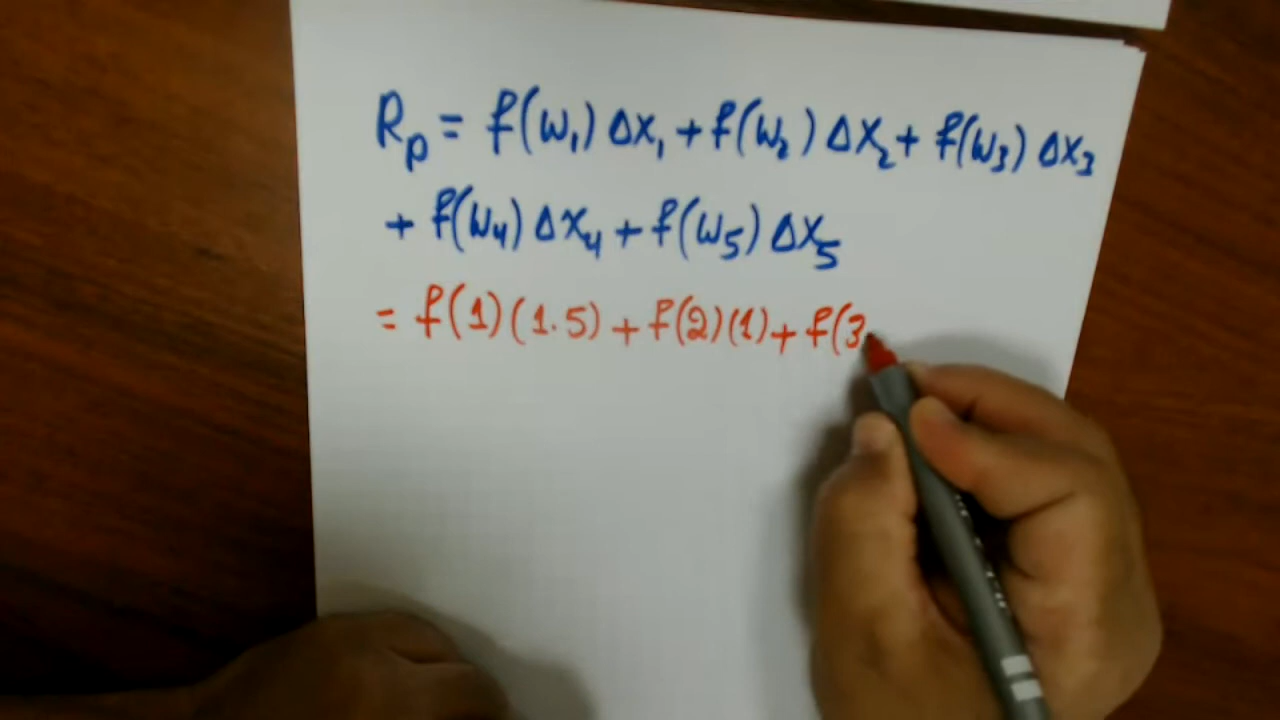 Rₚ = f(w₁) Δx₁ + f(w₂) Δx₂ + f(w₃) Δx₃
+ f(w₄) Δx₄ + f(w₅) Δx₅
= f(1)(1.5) + f(2)(1) + f(3